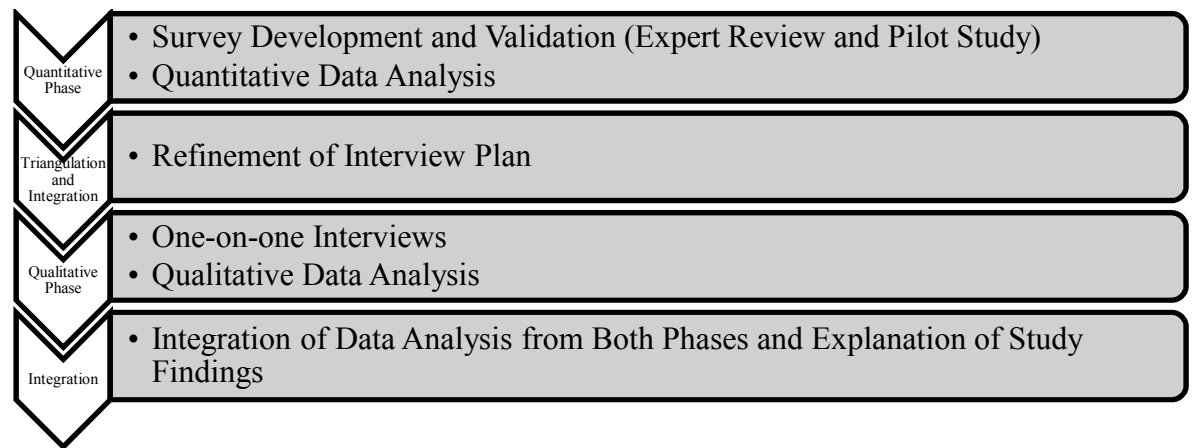 Quantitative
Phase
• Survey Development and Validation (Expert Review and Pilot Study)
• Quantitative Data Analysis
Triangulation
and
Integration
• Refinement of Interview Plan
Qualitative
Phase
• One-on-one Interviews
• Qualitative Data Analysis
Integration
• Integration of Data Analysis from Both Phases and Explanation of Study
Findings